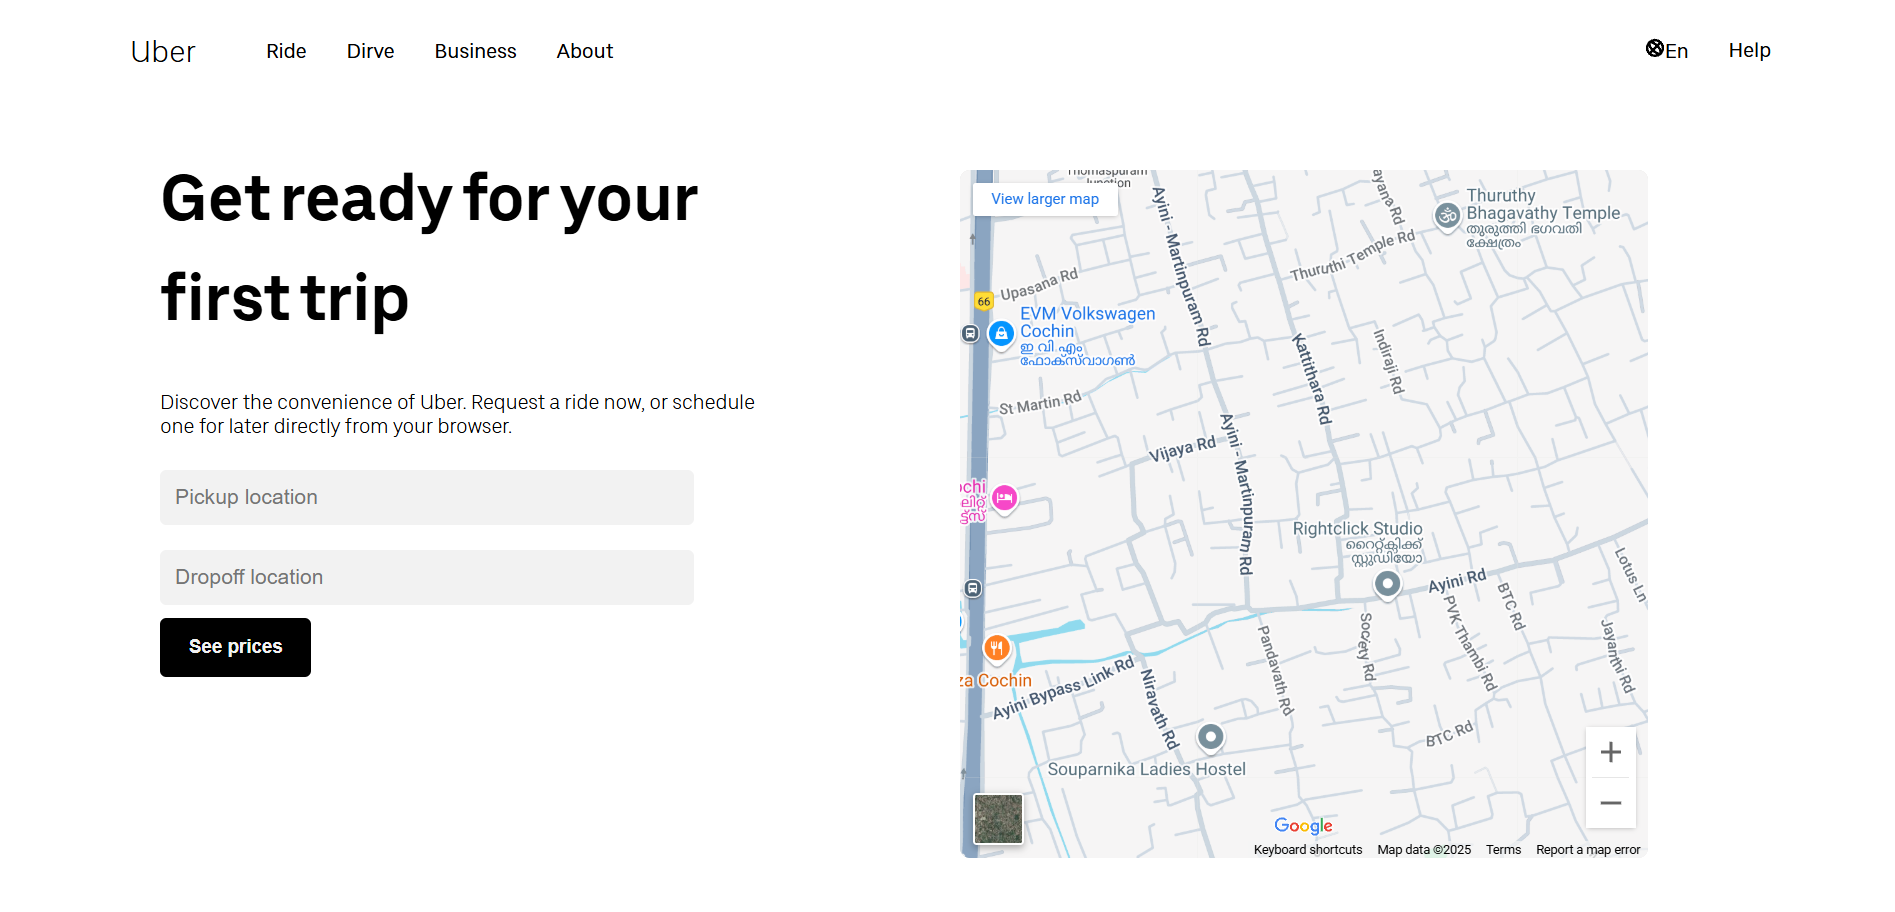 Uber
Ride
Dirve
Business
About
En
Help
Get ready for your
first trip
Discover the convenience of Uber. Request a ride now, or schedule
one for later directly from your browser.
Pickup location
Dropoff location
See prices
Thomaspuram
Junction
View larger map
Ayini - Martinpuram Rd
ayana Rd
Thuruthy
Bhagavathy Temple
തുരുത്തി ഭഗവതി
ക്ഷേത്രം
Thuruthi Temple Rd
Upasana Rd
66
EVM Volkswagen
Cochin
ഇ വി എം
ഫോക്സ്‌വാഗൺ
Kattithara Rd
Indiraji Rd
St Martin Rd
Vijaya Rd
Ayini - Martinpuram Rd
ochi
Rightclick Studio
റൈറ്റ്ക്ലിക്ക്
സ്റ്റുഡിയോ
Ayini Rd
Lotus Ln
BTC Rd
PVK Thambi Rd
Society Rd
Jayanthi Rd
Pandavath Rd
za Cochin
Ayini Bypass Link Rd
Niravath Rd
BTC Rd
Souparnika Ladies Hostel
Google
Keyboard shortcuts
Map data ©2025
Terms
Report a map error